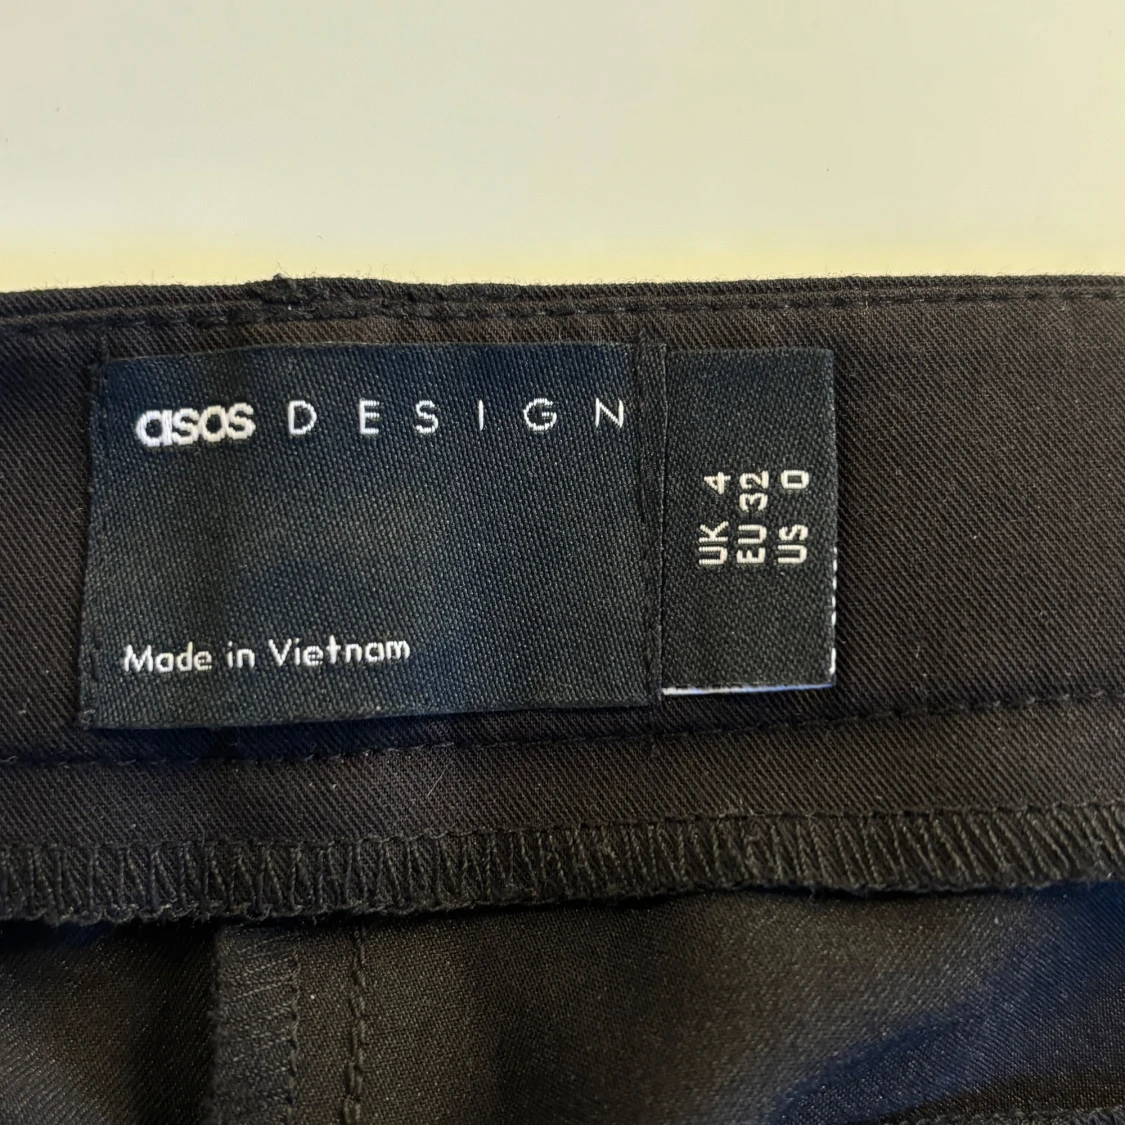 asos DESIGN
Made in Vietnam
UK 4
EU 32
US 0